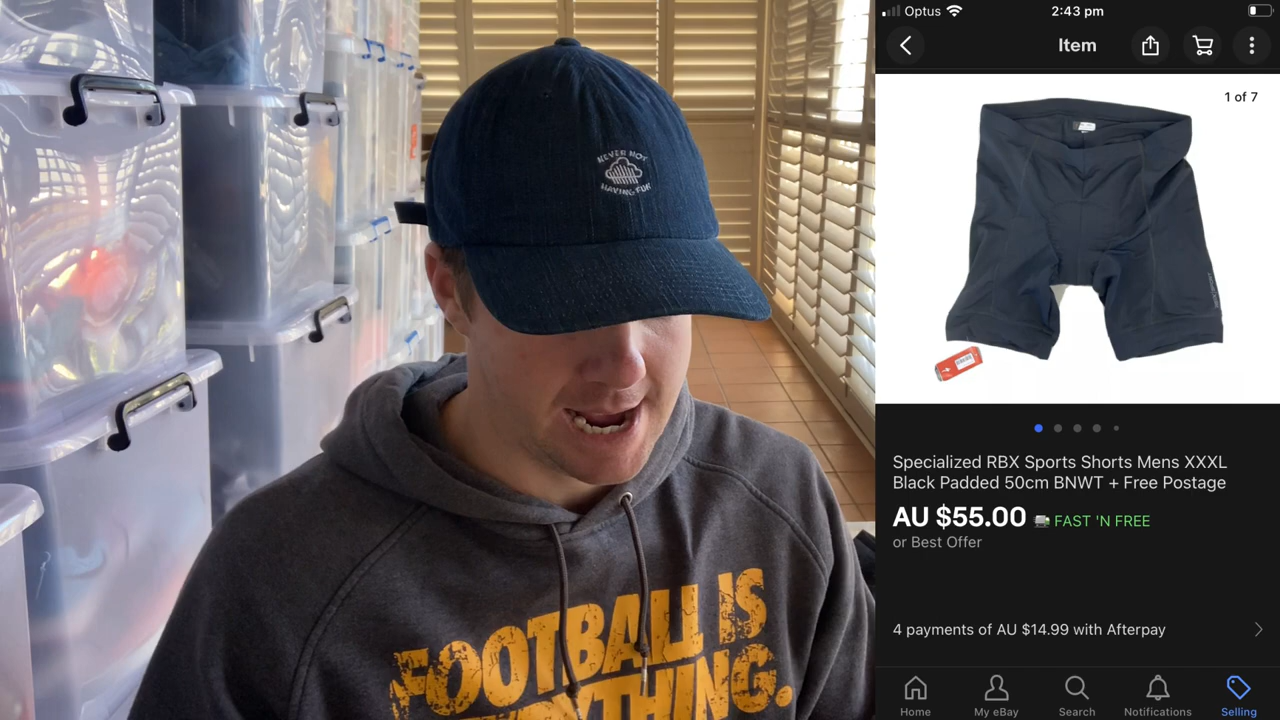 NEVER NOT
HAVING FUN
FOOTBALL IS
EVERYTHING.
Optus
2:43 pm
Item
1 of 7
Specialized RBX Sports Shorts Mens XXXL
Black Padded 50cm BNWT + Free Postage
AU $55.00 FAST 'N FREE
or Best Offer
4 payments of AU $14.99 with Afterpay
Home
My eBay
Search
Notifications
Selling